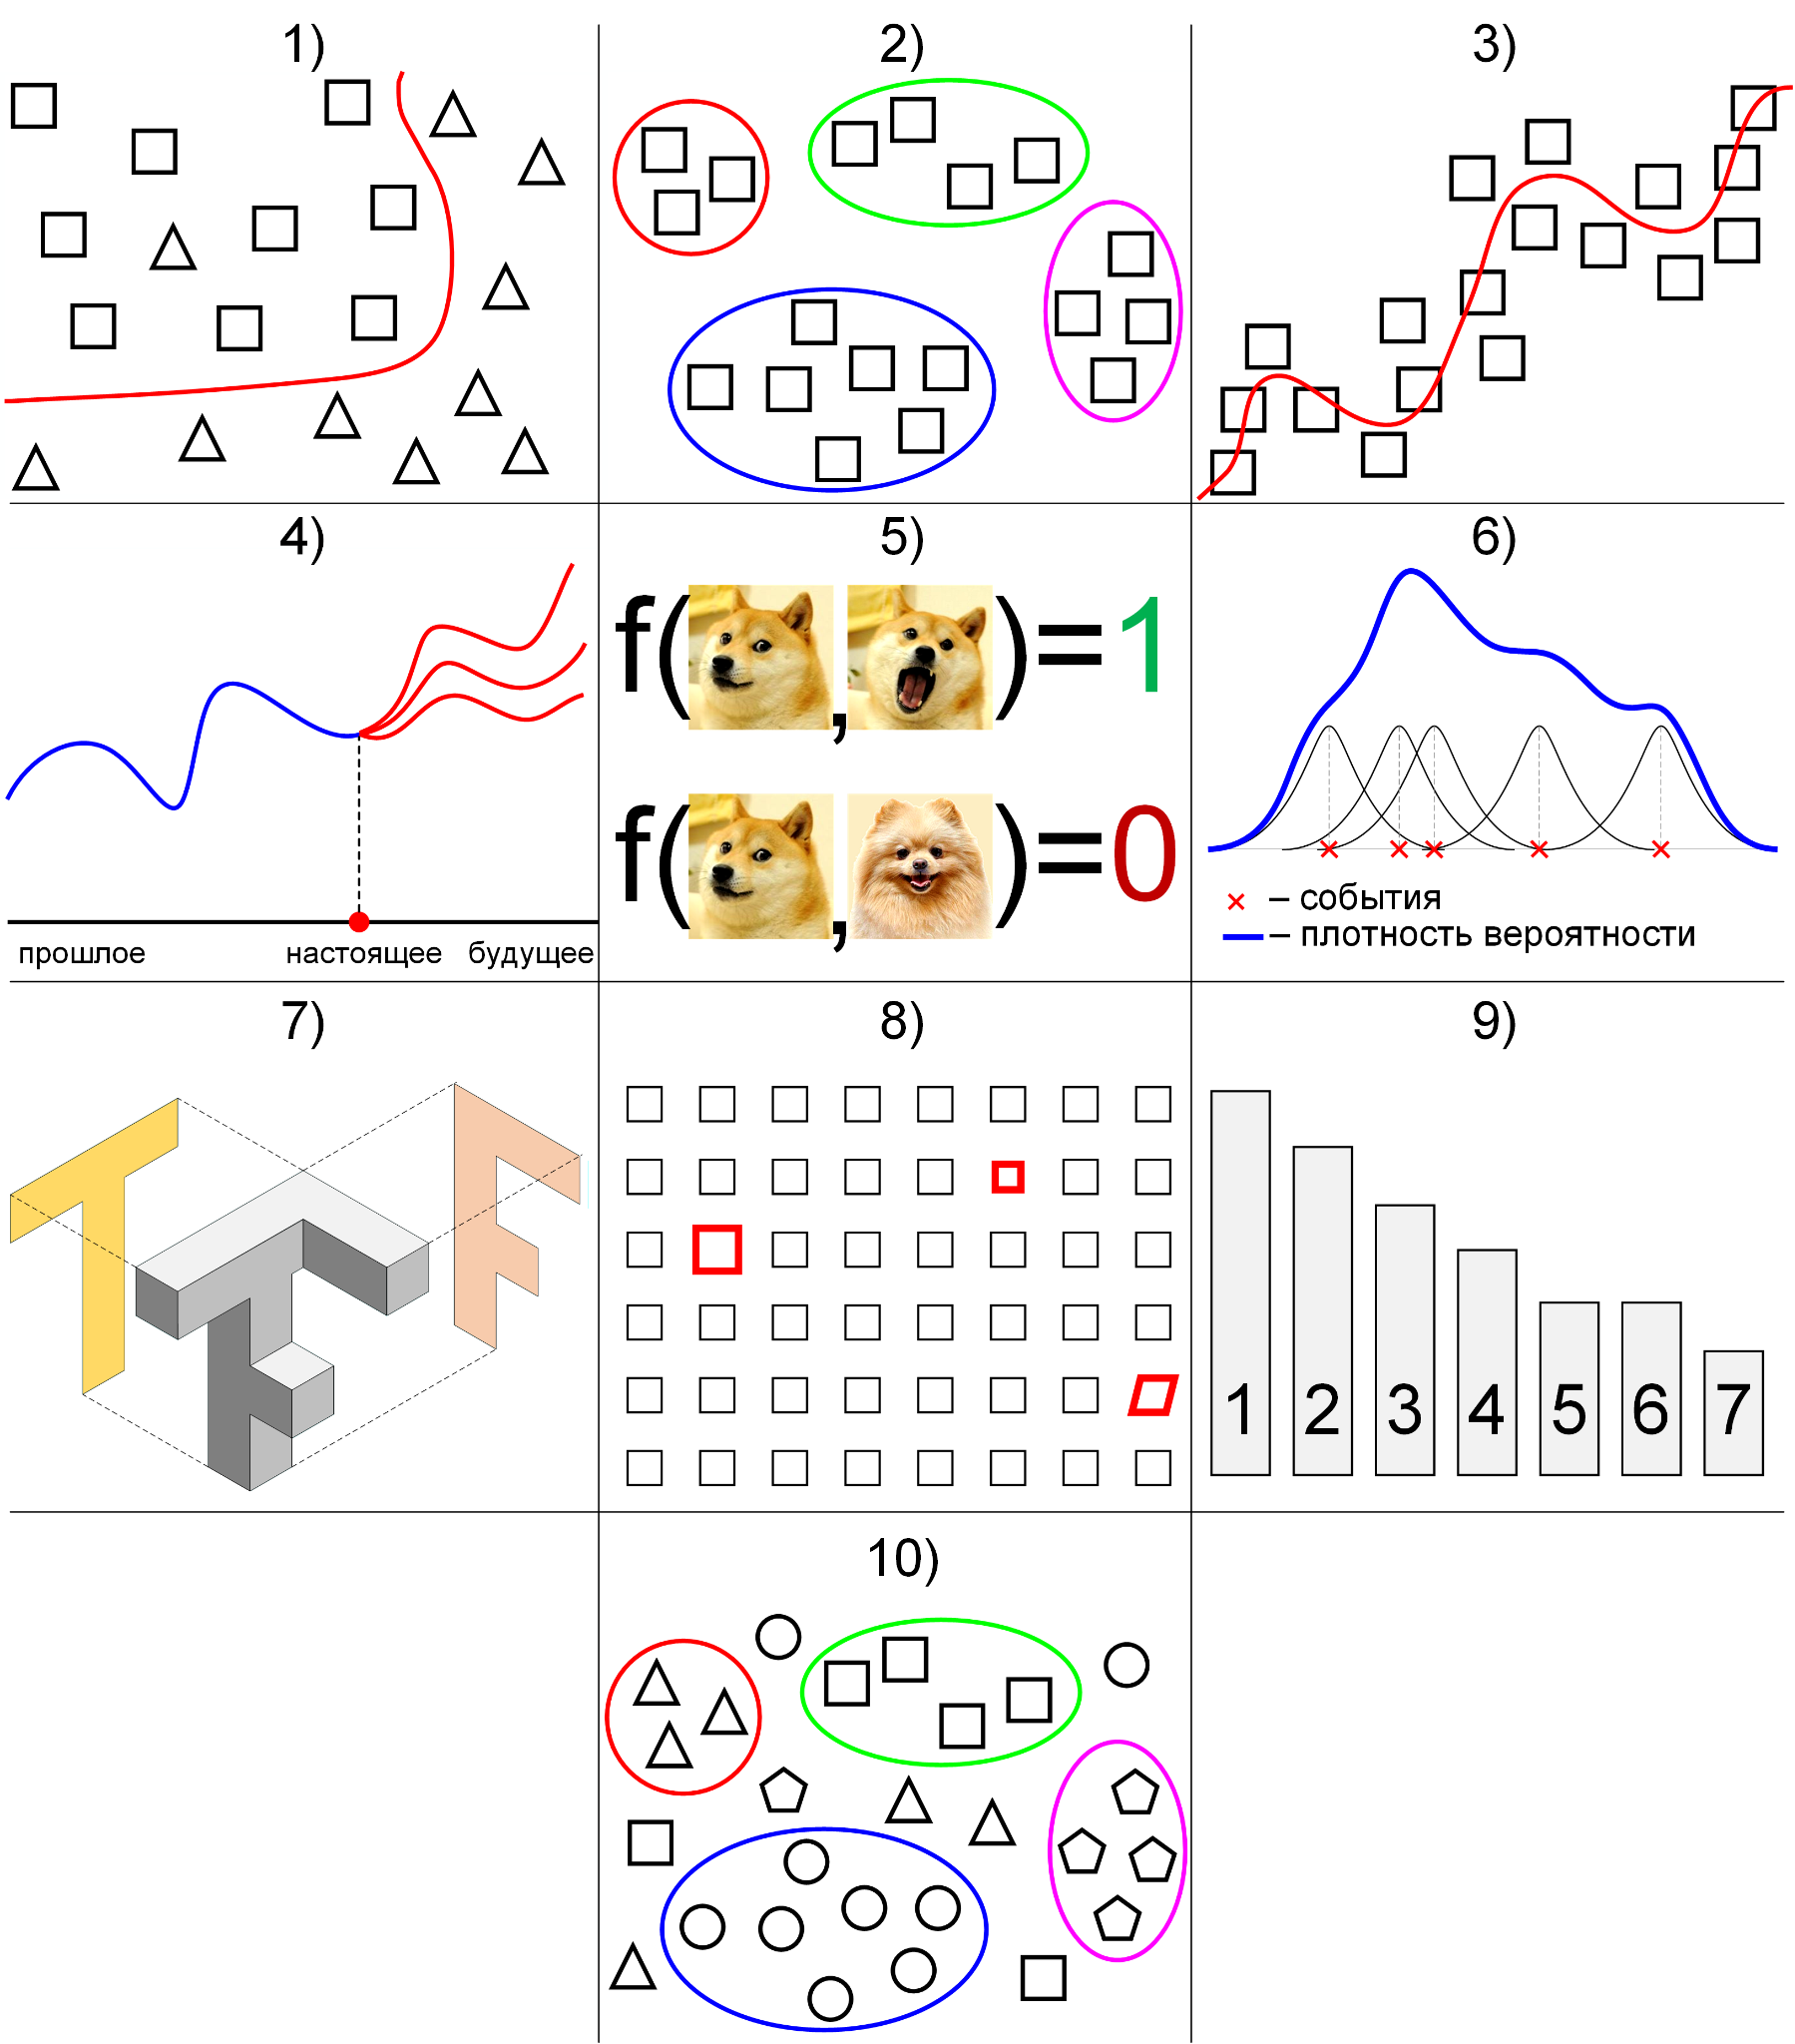 1)
2)
3)
4)
прошлое
настоящее
будущее
5)
f( , )=1
f( , )=0
6)
× – события
– плотность вероятности
7)
8)
9)
1 2 3 4 5 6 7
10)